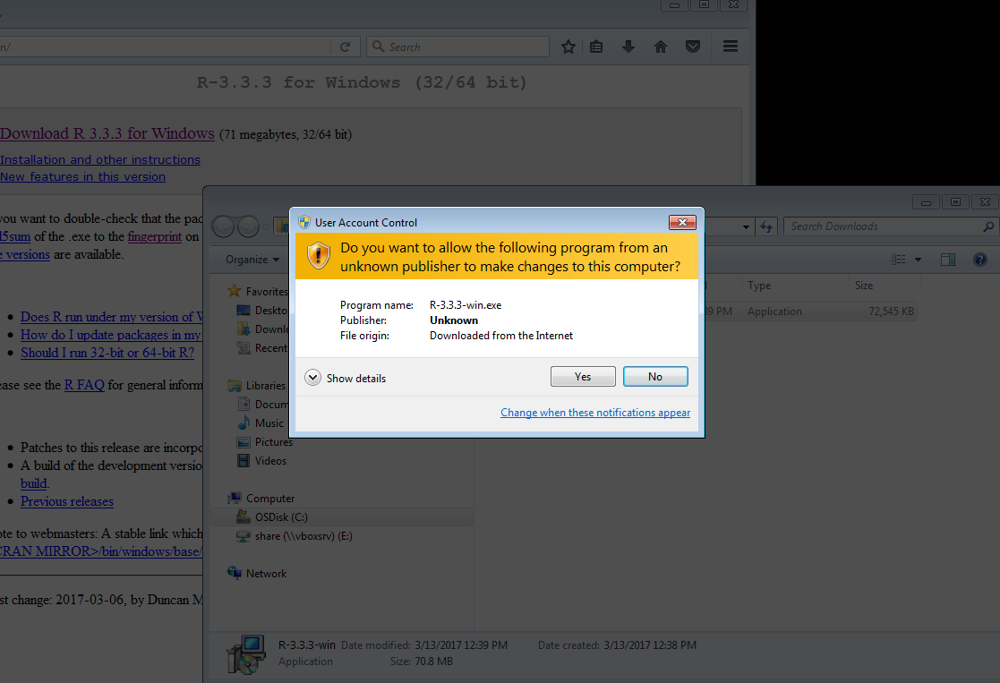 n/
Search
R-3.3.3 for Windows (32/64 bit)
Download R 3.3.3 for Windows (71 megabytes, 32/64 bit)
Installation and other instructions
New features in this version
you want to double-check that the pac
l5sum of the .exe to the fingerprint on
e versions are available.
Does R run under my version of W
How do I update packages in my
Should I run 32-bit or 64-bit R?
ease see the R FAQ for general inform
Patches to this release are incorpo
A build of the development versio
build.
Previous releases
ote to webmasters: A stable link which
CRAN MIRROR>/bin/windows/base/
st change: 2017-03-06, by Duncan M
Search Downloads
Organize
Type
Size
39 PM
Application
72,545 KB
Favorites
Deskto
Downl
Recent
Libraries
Docum
Music
Pictures
Videos
Computer
OSDisk (C:)
share (\\vboxsrv) (E:)
Network
R-3.3.3-win Date modified: 3/13/2017 12:39 PM Date created: 3/13/2017 12:38 PM
Application Size: 70.8 MB
User Account Control
Do you want to allow the following program from an
unknown publisher to make changes to this computer?
Program name: R-3.3.3-win.exe
Publisher: Unknown
File origin: Downloaded from the Internet
Show details
Yes
No
Change when these notifications appear